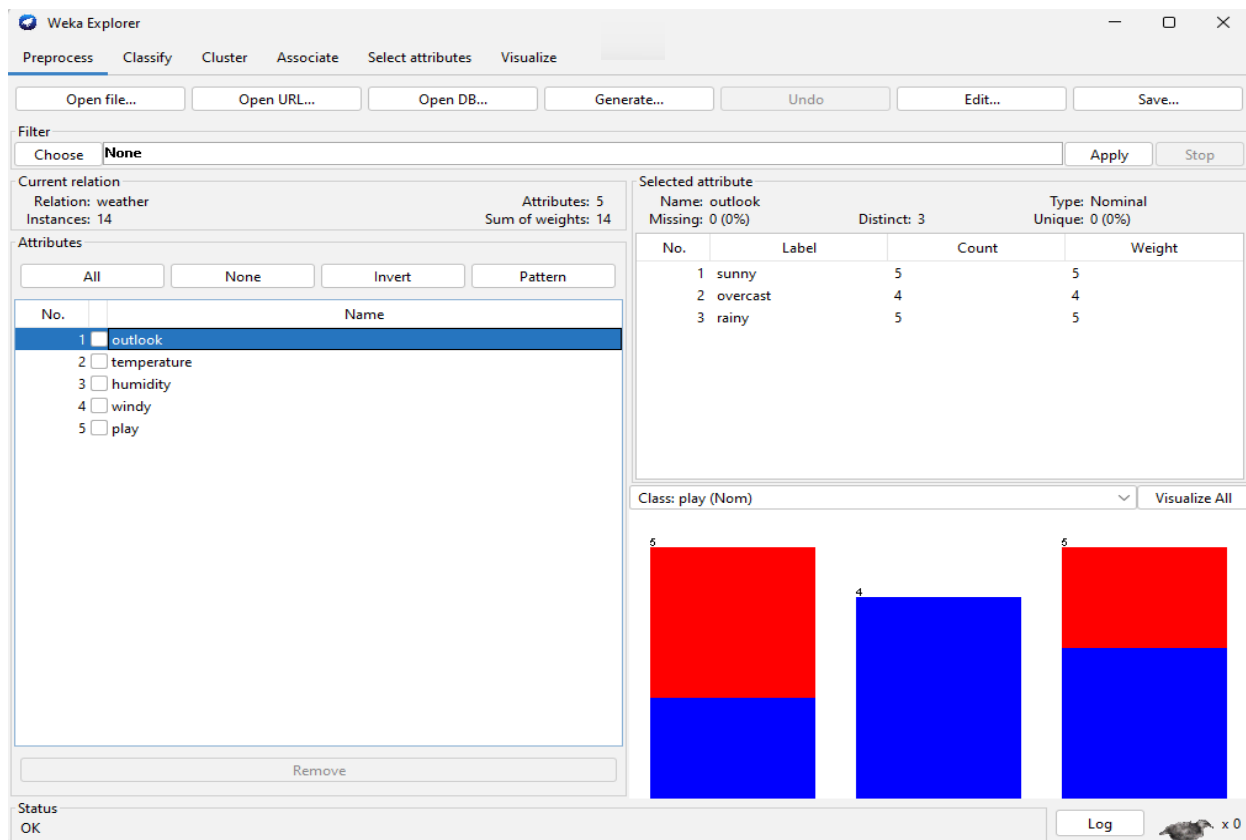 Weka Explorer
Preprocess Classify Cluster Associate Select attributes Visualize
Open file... Open URL... Open DB... Generate... Undo Edit... Save...
Filter
Choose None Apply Stop
Current relation
Relation: weather Attributes: 5
Instances: 14 Sum of weights: 14
Attributes
All None Invert Pattern
No. Name
1 outlook
2 temperature
3 humidity
4 windy
5 play
Remove
Selected attribute
Name: outlook Type: Nominal
Missing: 0 (0%) Distinct: 3 Unique: 0 (0%)
No. Label Count Weight
1 sunny 5 5
2 overcast 4 4
3 rainy 5 5
Class: play (Nom) Visualize All
5 4 5
Status
OK
Log x 0